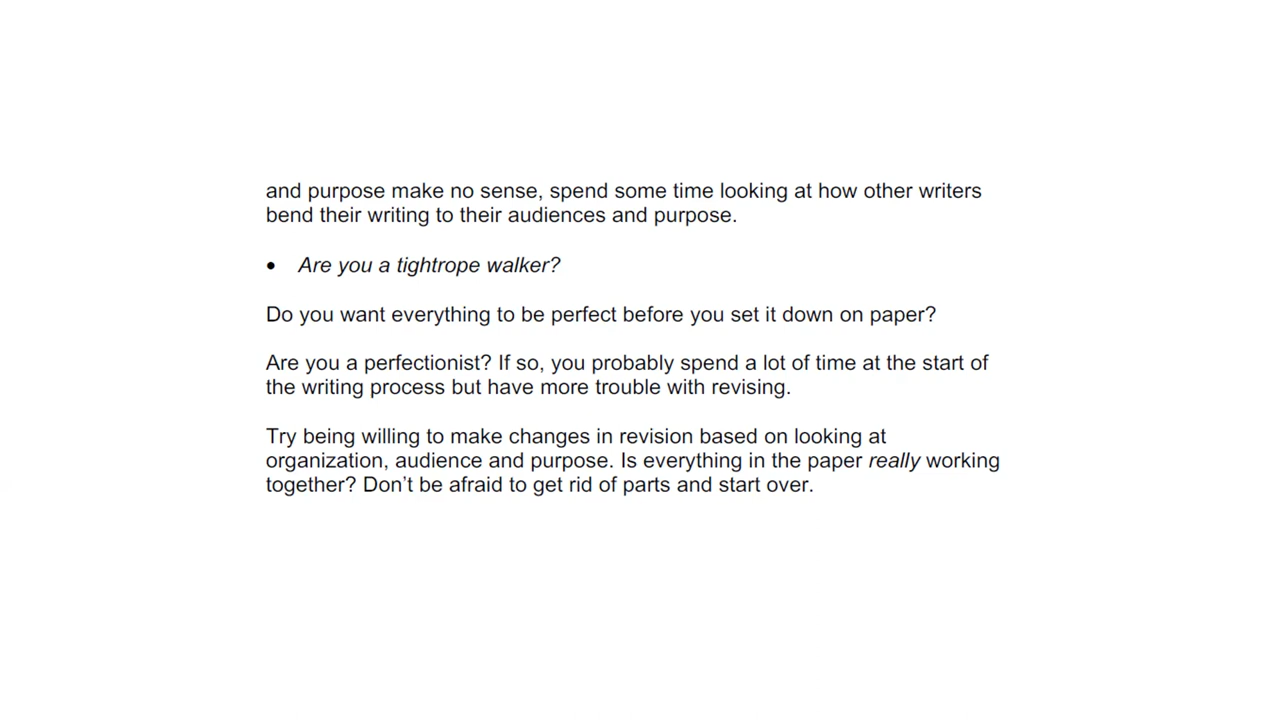 and purpose make no sense, spend some time looking at how other writers
bend their writing to their audiences and purpose.
• Are you a tightrope walker?
Do you want everything to be perfect before you set it down on paper?
Are you a perfectionist? If so, you probably spend a lot of time at the start of
the writing process but have more trouble with revising.
Try being willing to make changes in revision based on looking at
organization, audience and purpose. Is everything in the paper really working
together? Don’t be afraid to get rid of parts and start over.